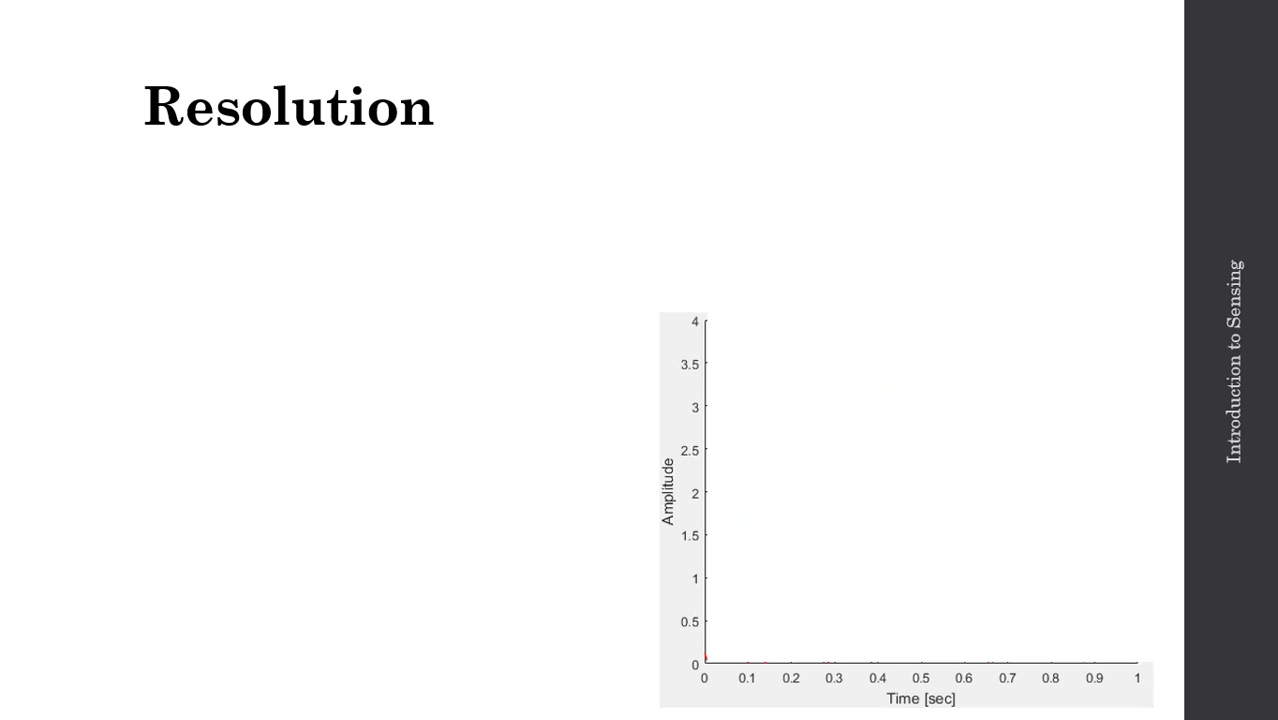 Resolution
4
3.5
3
2.5
2
1.5
1
0.5
0
Amplitude
0 0.1 0.2 0.3 0.4 0.5 0.6 0.7 0.8 0.9 1
Time [sec]
Introduction to Sensing